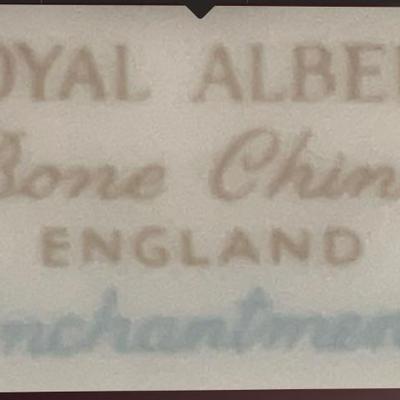 OYAL ALBE
Bone Chin
ENGLAND
nchantmen